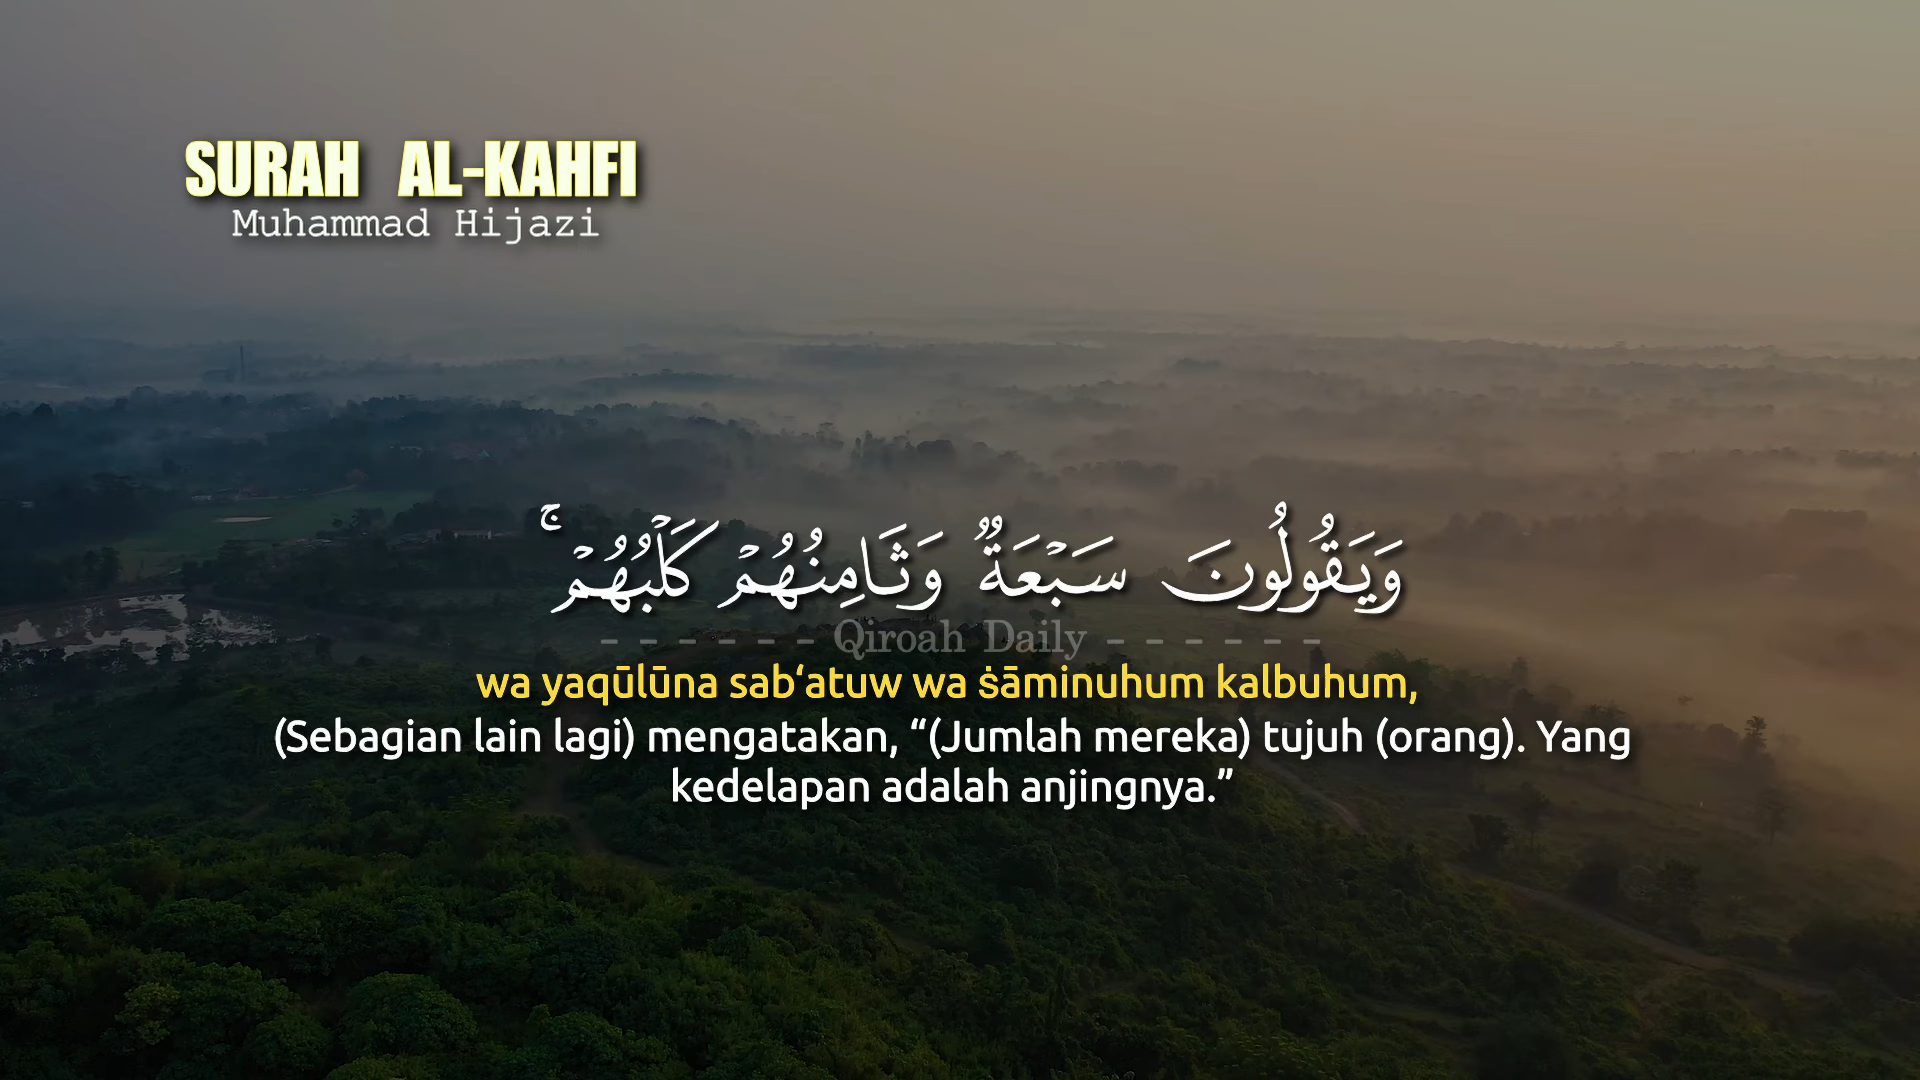 SURAH AL-KAHFI
Muhammad Hijazi
وَيَقُولُونَ سَبْعَةٌ وَثَامِنُهُمْ كَلْبُهُمْ ۚ
- - - - - - Qiroah Daily - - - - - -
wa yaqūlūna sab‘atuw wa ṡāminuhum kalbuhum,
(Sebagian lain lagi) mengatakan, “(Jumlah mereka) tujuh (orang). Yang
kedelapan adalah anjingnya.”